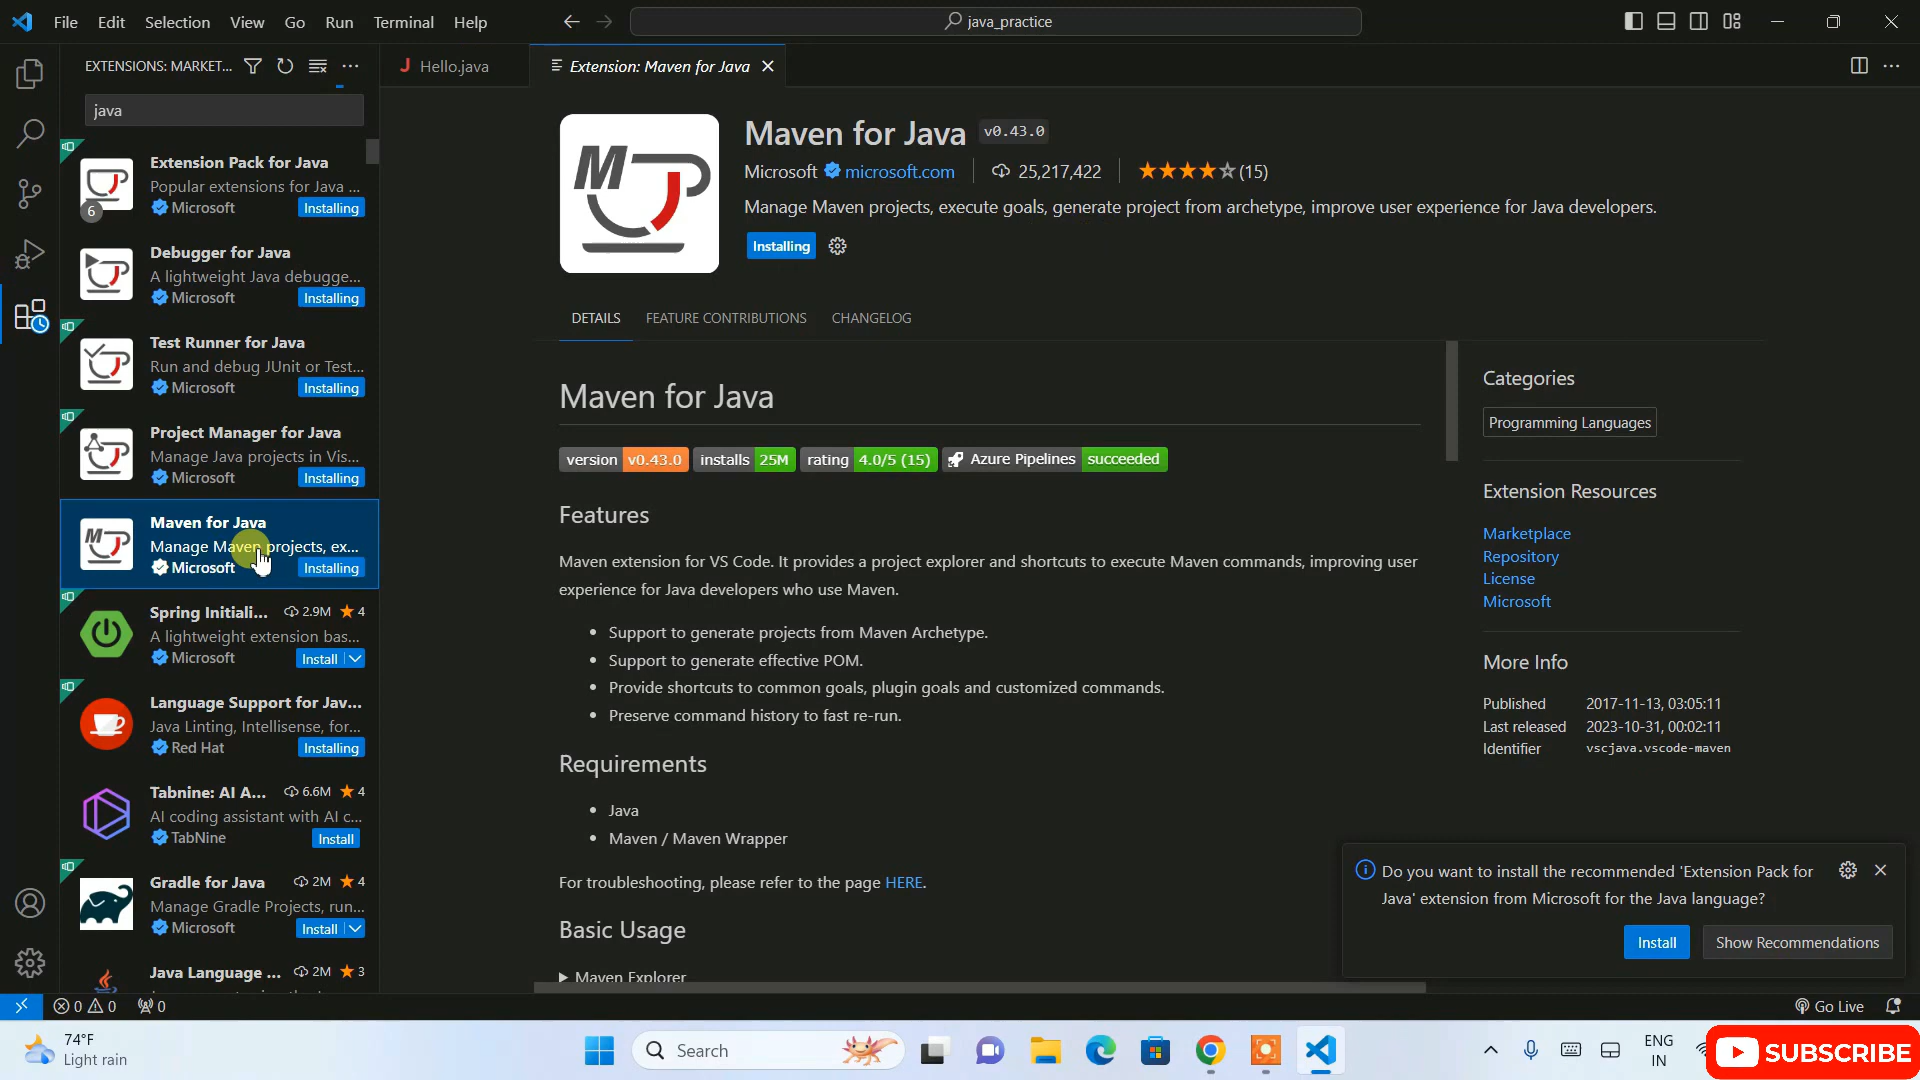 File Edit Selection View Go Run Terminal Help
java_practice
EXTENSIONS: MARKET...
java
Extension Pack for Java
Popular extensions for Java ...
6
Microsoft Installing
Debugger for Java
A lightweight Java debugge...
Microsoft Installing
Test Runner for Java
Run and debug JUnit or Test...
Microsoft Installing
Project Manager for Java
Manage Java projects in Vis...
Microsoft Installing
Maven for Java
Manage Maven projects, ex...
Microsoft Installing
Spring Initiali... 2.9M 4
A lightweight extension bas...
Microsoft Install
Language Support for Jav...
Java Linting, Intellisense, for...
Red Hat Installing
Tabnine: AI A... 6.6M 4
AI coding assistant with AI c...
TabNine Install
Gradle for Java 2M 4
Manage Gradle Projects, run...
Microsoft Install
Java Language ... 2M 3
J Hello.java
Extension: Maven for Java
M
Maven for Java v0.43.0
Microsoft microsoft.com 25,217,422 (15)
Manage Maven projects, execute goals, generate project from archetype, improve user experience for Java developers.
Installing
DETAILS FEATURE CONTRIBUTIONS CHANGELOG
Maven for Java
version v0.43.0 installs 25M rating 4.0/5 (15) Azure Pipelines succeeded
Features
Maven extension for VS Code. It provides a project explorer and shortcuts to execute Maven commands, improving user
experience for Java developers who use Maven.
• Support to generate projects from Maven Archetype.
• Support to generate effective POM.
• Provide shortcuts to common goals, plugin goals and customized commands.
• Preserve command history to fast re-run.
Requirements
• Java
• Maven / Maven Wrapper
For troubleshooting, please refer to the page HERE.
Basic Usage
Maven Explorer
Categories
Programming Languages
Extension Resources
Marketplace
Repository
License
Microsoft
More Info
Published 2017-11-13, 03:05:11
Last released 2023-10-31, 00:02:11
Identifier vscjava.vscode-maven
Do you want to install the recommended 'Extension Pack for
Java' extension from Microsoft for the Java language?
Install Show Recommendations
0 0 0
Go Live
74°F
Light rain
Search
ENG
IN
SUBSCRIBE